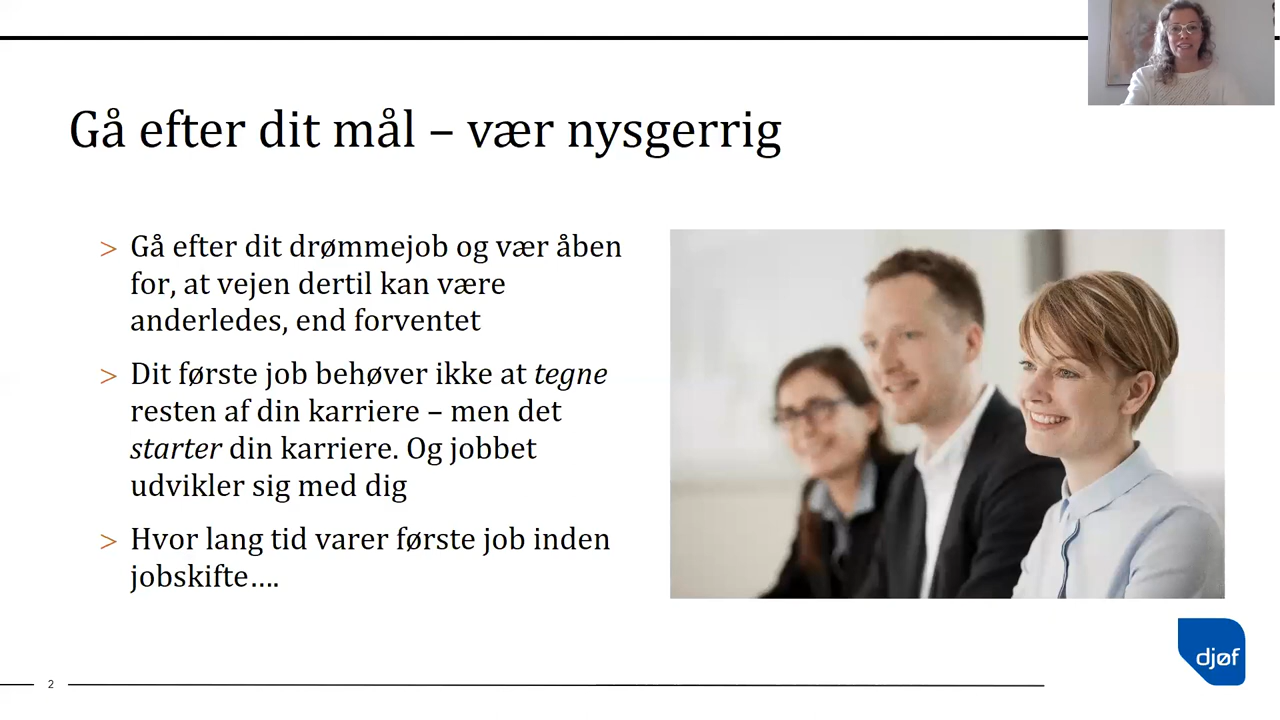 Gå efter dit mål – vær nysgerrig
> Gå efter dit drømmejob og vær åben
for, at vejen dertil kan være
anderledes, end forventet
> Dit første job behøver ikke at tegne
resten af din karriere – men det
starter din karriere. Og jobbet
udvikler sig med dig
> Hvor lang tid varer første job inden
jobskifte....
djøf
2